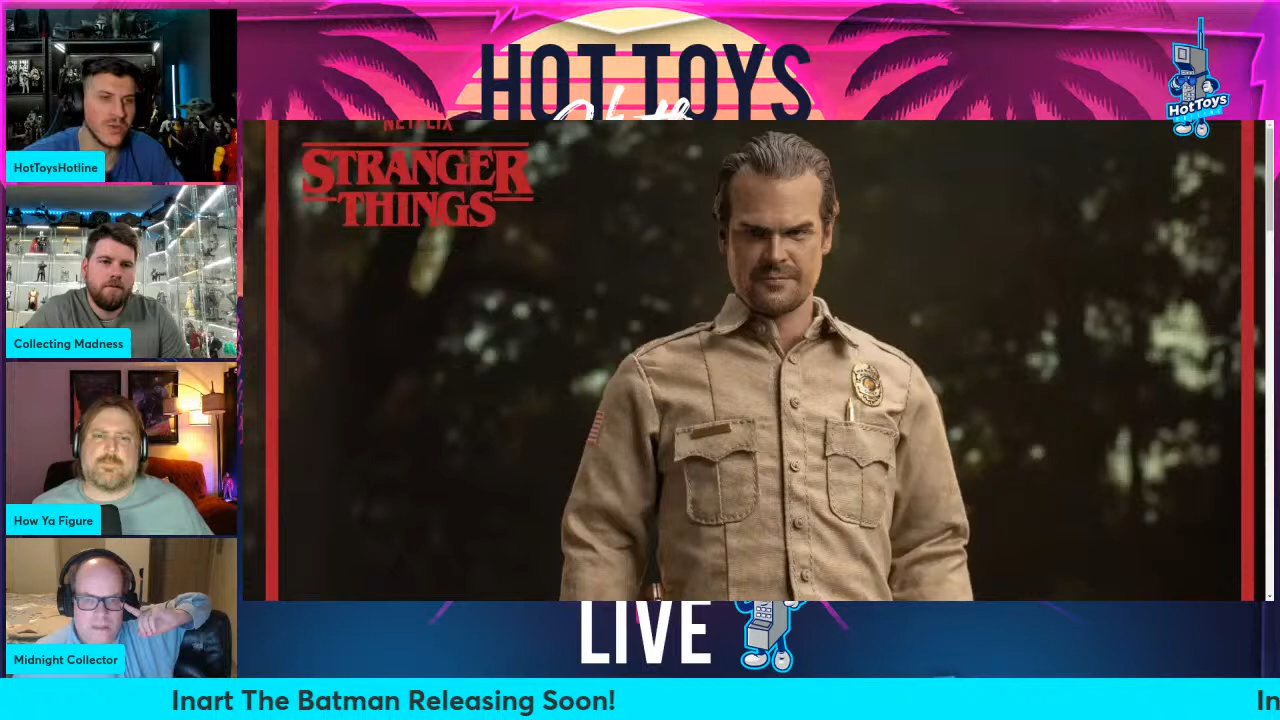 HOT TOYS
HotToys
NETFLIX
STRANGER
THINGS
HotToysHotline
Collecting Madness
How Ya Figure
Midnight Collector
LIVE
Inart The Batman Releasing Soon!
In